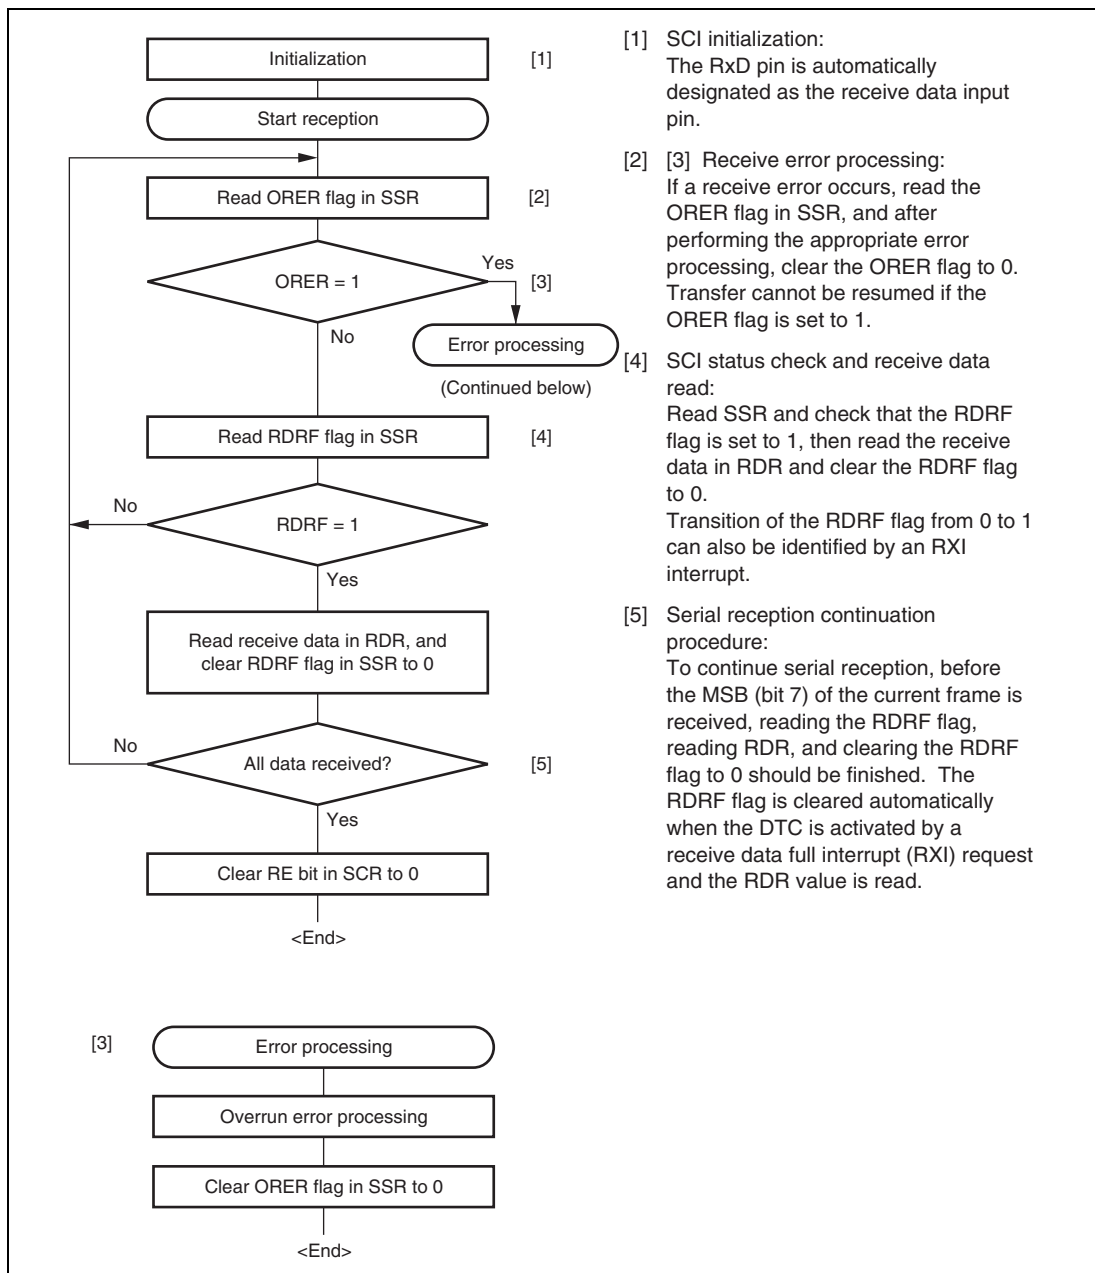 Initialization
[1]
Start reception
Read ORER flag in SSR
[2]
ORER = 1
Yes
[3]
No
Error processing
(Continued below)
Read RDRF flag in SSR
[4]
No
RDRF = 1
Yes
Read receive data in RDR, and
clear RDRF flag in SSR to 0
No
All data received?
[5]
Yes
Clear RE bit in SCR to 0
<End>
[3]
Error processing
Overrun error processing
Clear ORER flag in SSR to 0
<End>
[1] SCI initialization:
The RxD pin is automatically
designated as the receive data input
pin.
[2] [3] Receive error processing:
If a receive error occurs, read the
ORER flag in SSR, and after
performing the appropriate error
processing, clear the ORER flag to 0.
Transfer cannot be resumed if the
ORER flag is set to 1.
[4] SCI status check and receive data
read:
Read SSR and check that the RDRF
flag is set to 1, then read the receive
data in RDR and clear the RDRF flag
to 0.
Transition of the RDRF flag from 0 to 1
can also be identified by an RXI
interrupt.
[5] Serial reception continuation
procedure:
To continue serial reception, before
the MSB (bit 7) of the current frame is
received, reading the RDRF flag,
reading RDR, and clearing the RDRF
flag to 0 should be finished. The
RDRF flag is cleared automatically
when the DTC is activated by a
receive data full interrupt (RXI) request
and the RDR value is read.